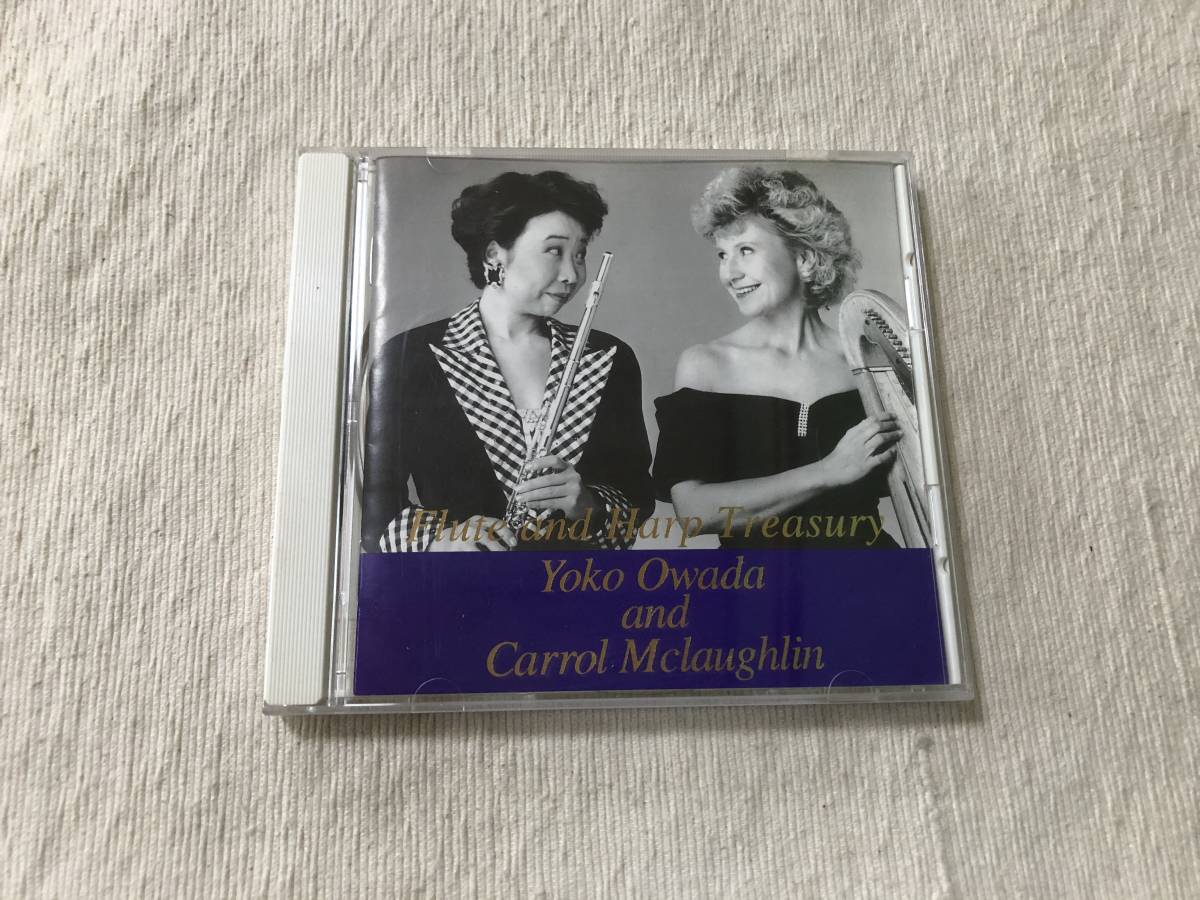 Flute and Harp Treasury
Yoko Owada
and
Carrol Mclaughlin